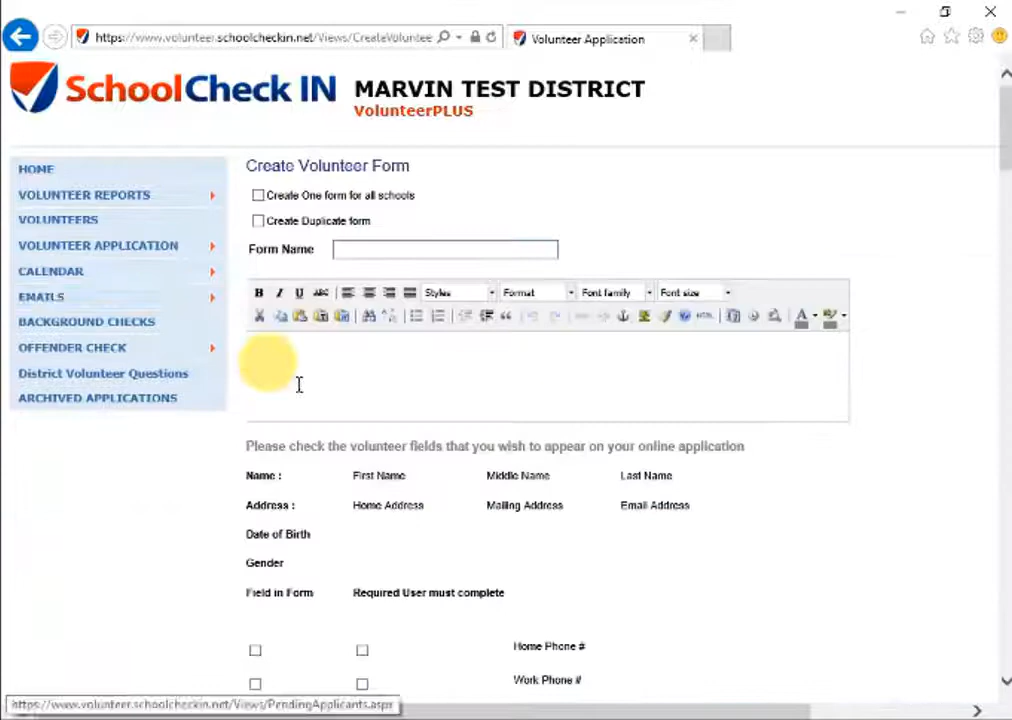 https://www.volunteer.schoolcheckin.net/Views/CreateVoluntee
Volunteer Application
SchoolCheck IN
MARVIN TEST DISTRICT
VolunteerPLUS
HOME
VOLUNTEER REPORTS
VOLUNTEERS
VOLUNTEER APPLICATION
CALENDAR
EMAILS
BACKGROUND CHECKS
OFFENDER CHECK
District Volunteer Questions
ARCHIVED APPLICATIONS
Create Volunteer Form
Create One form for all schools
Create Duplicate form
Form Name
B I U ABC Styles Format Font family Font size
HTML A
Please check the volunteer fields that you wish to appear on your online application
Name : First Name Middle Name Last Name
Address : Home Address Mailing Address Email Address
Date of Birth
Gender
Field in Form Required User must complete
Home Phone #
Work Phone #
https://www.volunteer.schoolcheckin.net/Views/PendingApplicants.aspx